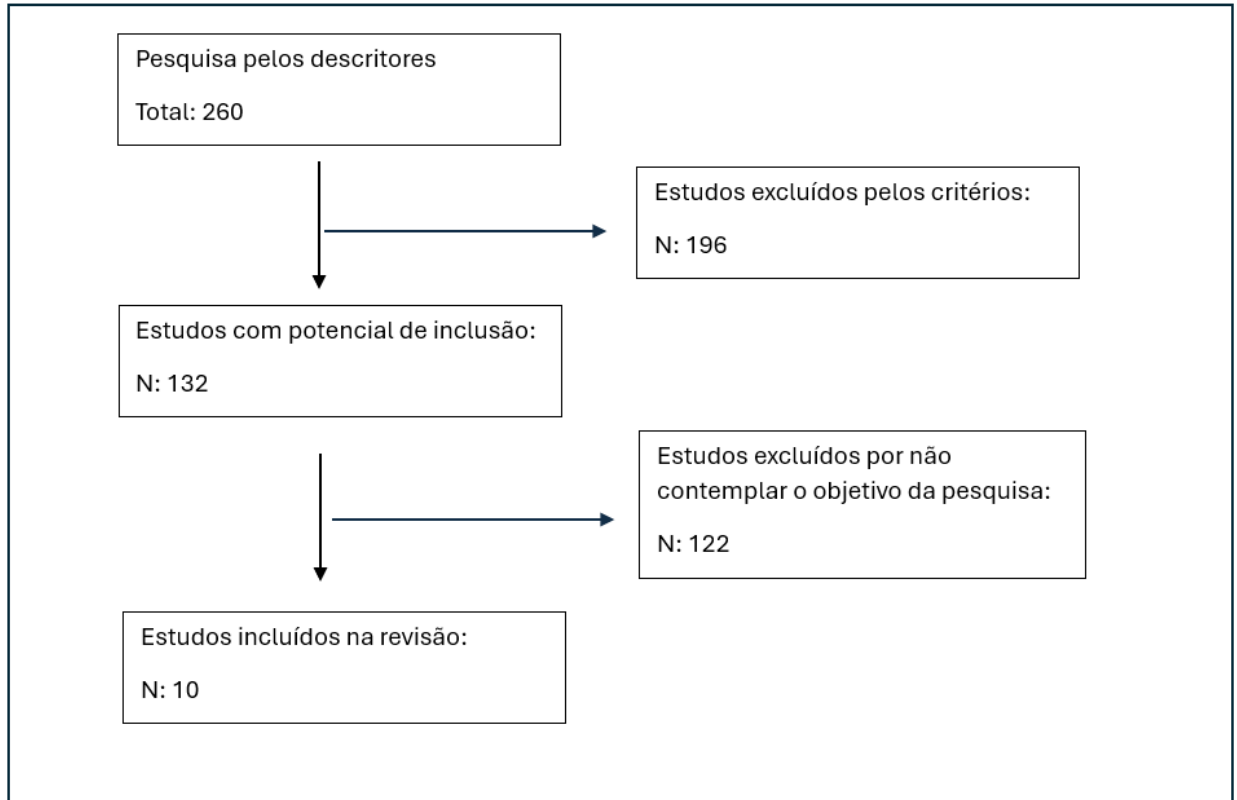 Pesquisa pelos descritores
Total: 260
Estudos excluídos pelos critérios:
N: 196
Estudos com potencial de inclusão:
N: 132
Estudos excluídos por não
contemplar o objetivo da pesquisa:
N: 122
Estudos incluídos na revisão:
N: 10